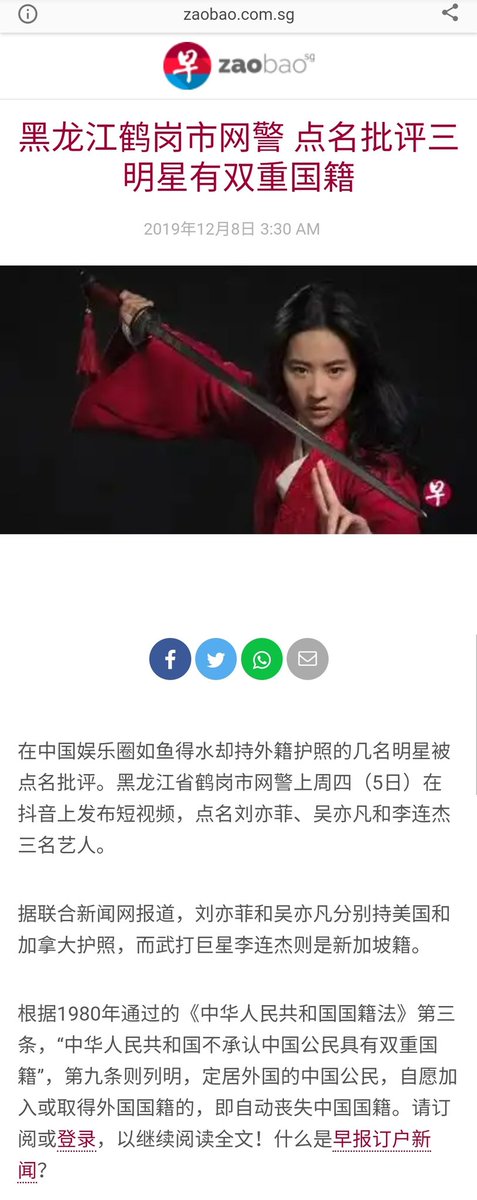 zaobao.com.sg
早 zaobao sg
黑龙江鹤岗市网警 点名批评三
明星有双重国籍
2019年12月8日 3:30 AM
早
在中国娱乐圈如鱼得水却持外籍护照的几名明星被
点名批评。黑龙江省鹤岗市网警上周四（5日）在
抖音上发布短视频，点名刘亦菲、吴亦凡和李连杰
三名艺人。
据联合新闻网报道，刘亦菲和吴亦凡分别持美国和
加拿大护照，而武打巨星李连杰则是新加坡籍。
根据1980年通过的《中华人民共和国国籍法》第三
条，“中华人民共和国不承认中国公民具有双重国
籍”，第九条则列明，定居外国的中国公民，自愿加
入或取得外国国籍的，即自动丧失中国国籍。请订
阅或登录，以继续阅读全文！什么是早报订户新
闻？